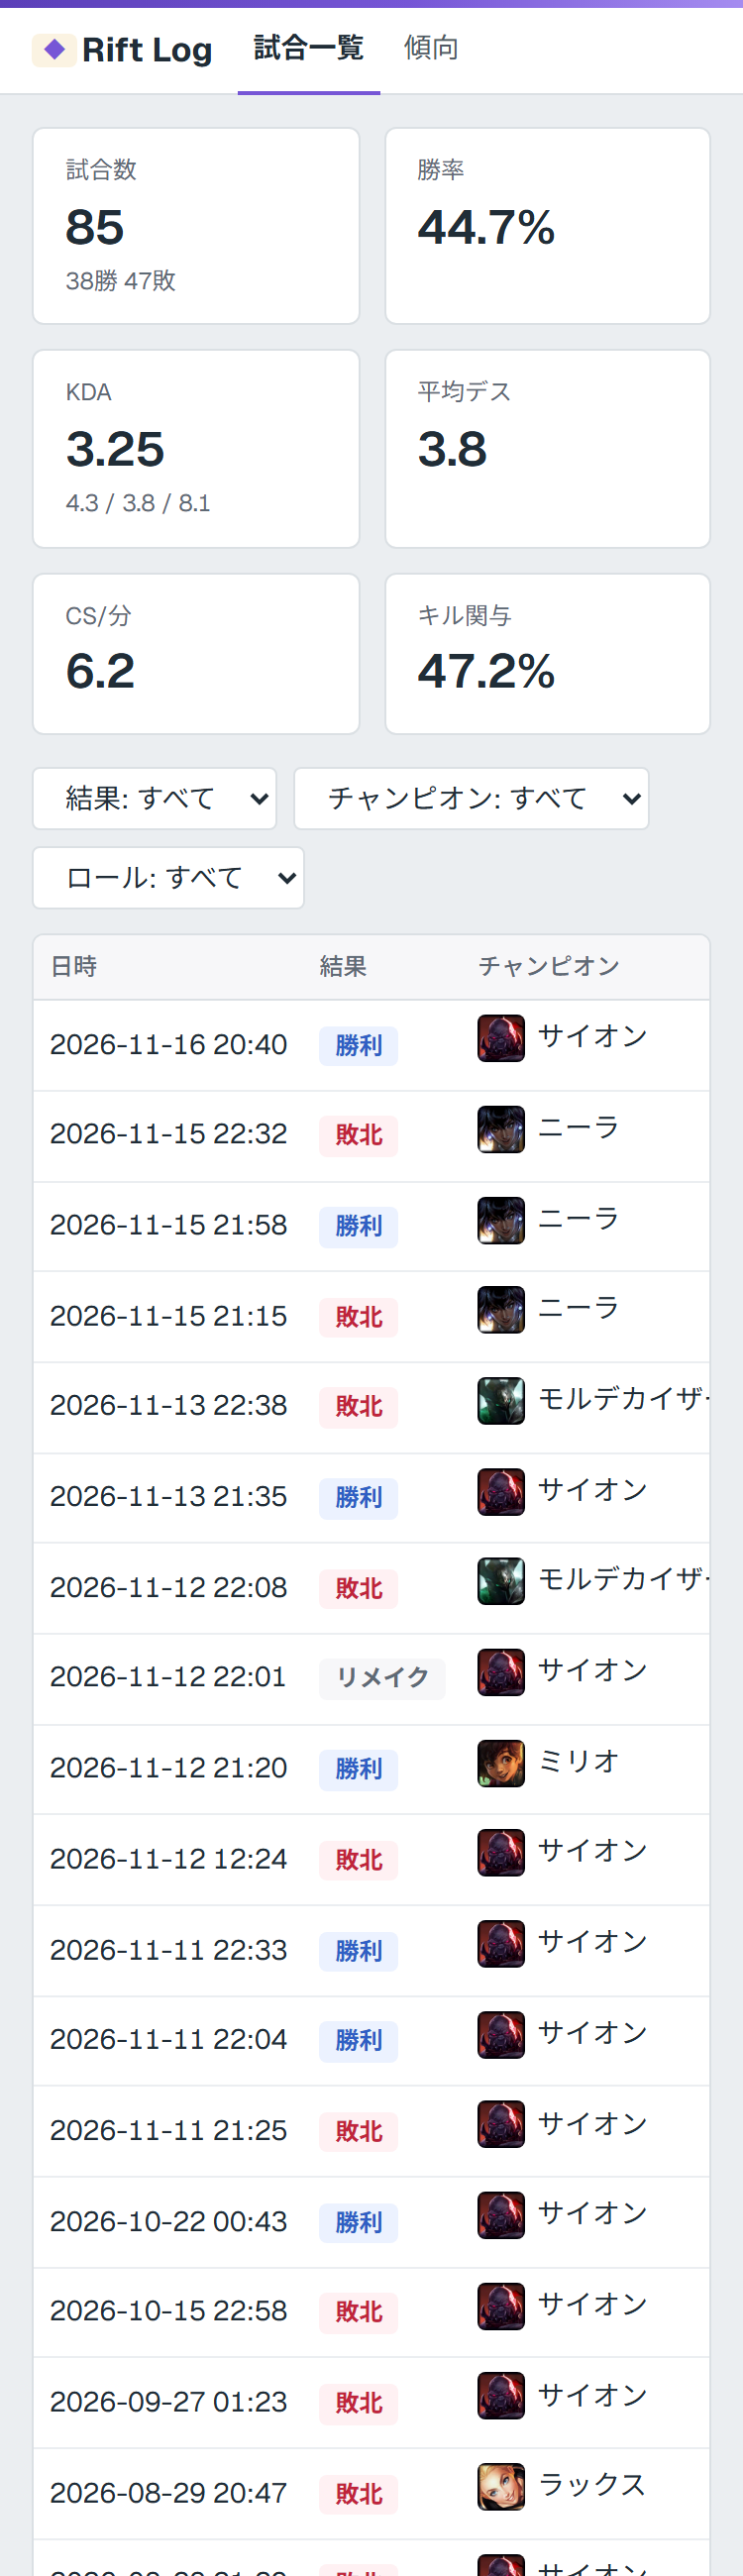 Rift Log 試合一覧 傾向
試合数 勝率
85 44.7%
38勝 47敗
KDA 平均デス
3.25 3.8
4.3 / 3.8 / 8.1
CS/分 キル関与
6.2 47.2%
結果: すべて チャンピオン: すべて
ロール: すべて
日時 結果 チャンピオン
2026-11-16 20:40 勝利 サイオン
2026-11-15 22:32 敗北 ニーラ
2026-11-15 21:58 勝利 ニーラ
2026-11-15 21:15 敗北 ニーラ
2026-11-13 22:38 敗北 モルデカイザ
2026-11-13 21:35 勝利 サイオン
2026-11-12 22:08 敗北 モルデカイザ
2026-11-12 22:01 リメイク サイオン
2026-11-12 21:20 勝利 ミリオ
2026-11-12 12:24 敗北 サイオン
2026-11-11 22:33 勝利 サイオン
2026-11-11 22:04 勝利 サイオン
2026-11-11 21:25 敗北 サイオン
2026-10-22 00:43 勝利 サイオン
2026-10-15 22:58 敗北 サイオン
2026-09-27 01:23 敗北 サイオン
2026-08-29 20:47 敗北 ラックス